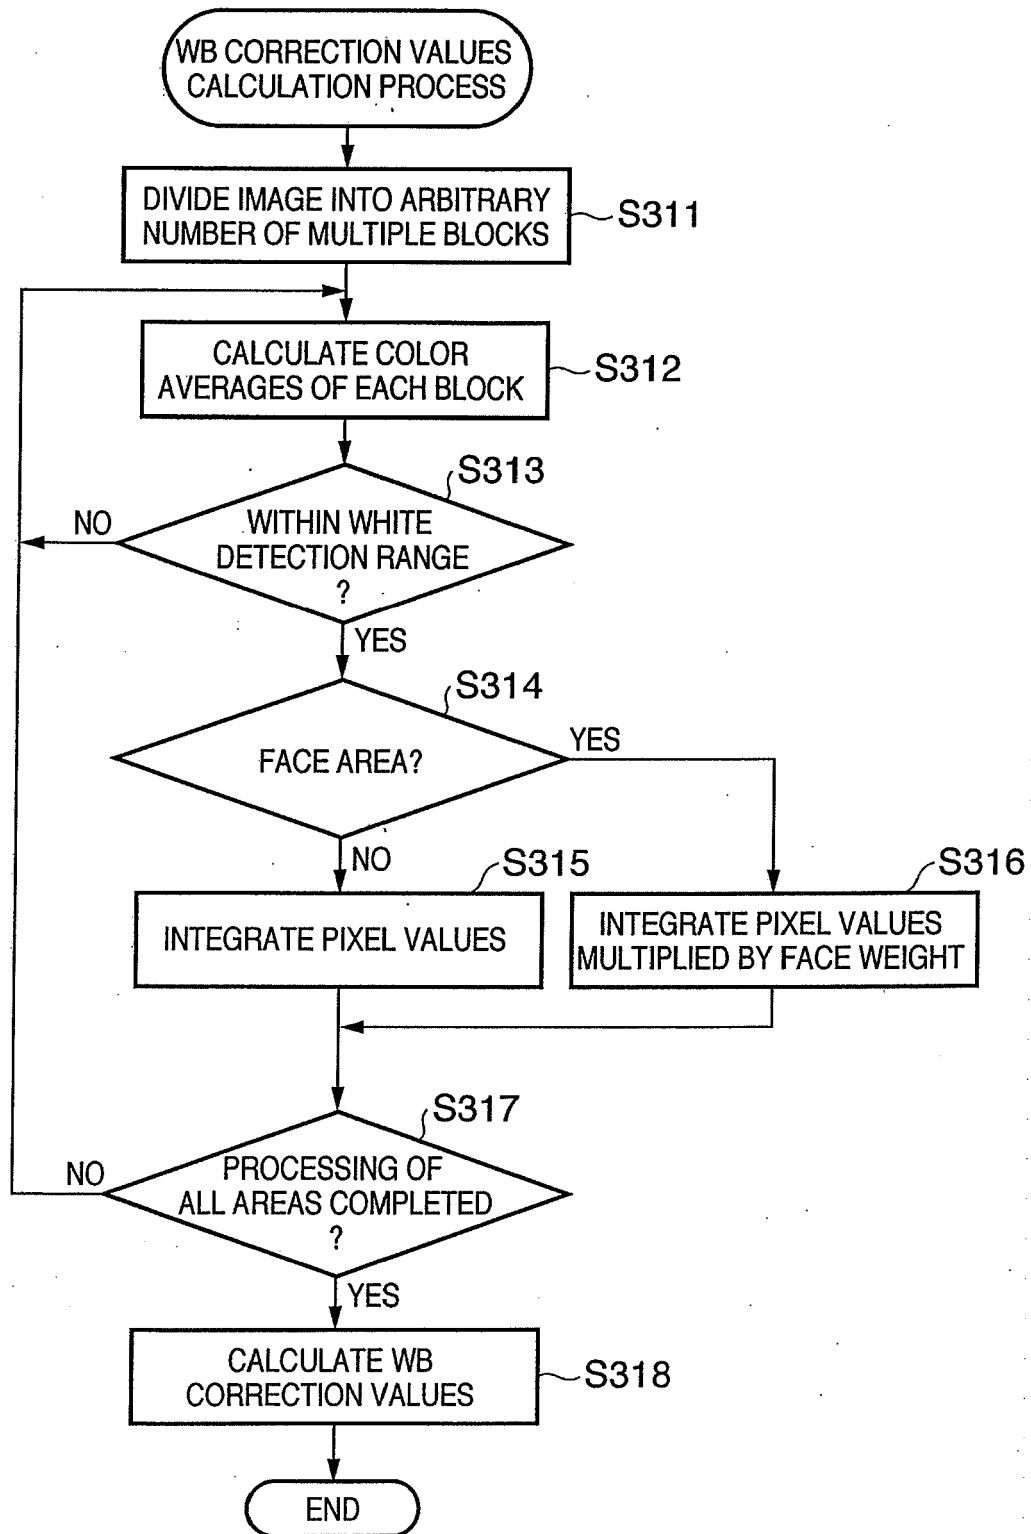 WB CORRECTION VALUES
CALCULATION PROCESS
DIVIDE IMAGE INTO ARBITRARY
NUMBER OF MULTIPLE BLOCKS
S311
CALCULATE COLOR
AVERAGES OF EACH BLOCK
S312
S313
NO
WITHIN WHITE
DETECTION RANGE
?
YES
S314
FACE AREA?
YES
NO
S315
INTEGRATE PIXEL VALUES
S316
INTEGRATE PIXEL VALUES
MULTIPLIED BY FACE WEIGHT
S317
NO
PROCESSING OF
ALL AREAS COMPLETED
?
YES
CALCULATE WB
CORRECTION VALUES
S318
END